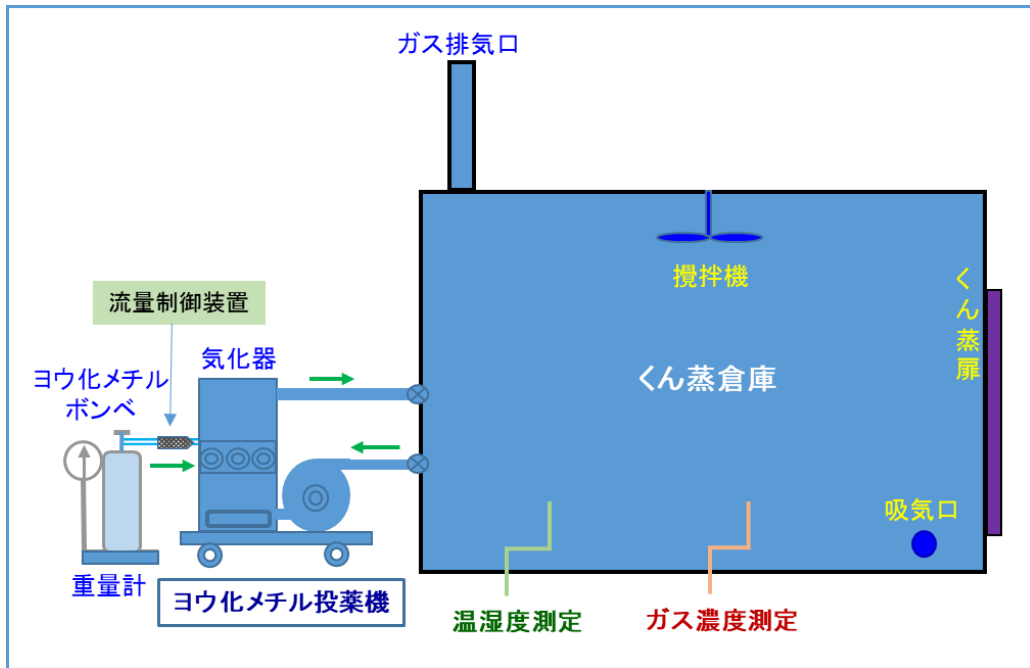 ガス排気口
攪拌機
くん蒸扉
流量制御装置
気化器
ヨウ化メチル
ボンベ
くん蒸倉庫
吸気口
重量計
ヨウ化メチル投薬機
温湿度測定
ガス濃度測定